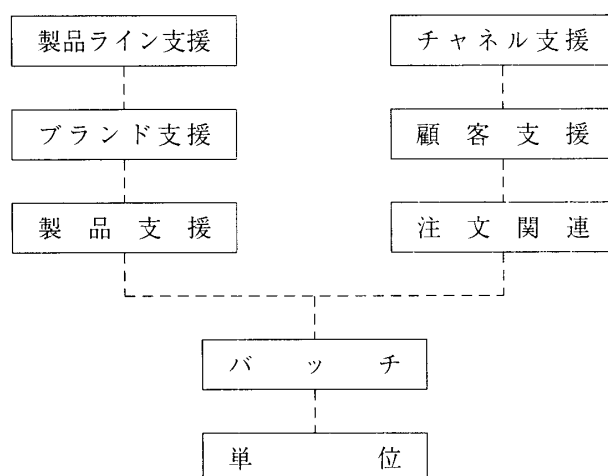 製品ライン支援
チャネル支援
ブランド支援
顧客支援
製品支援
注文関連
バッチ
単位